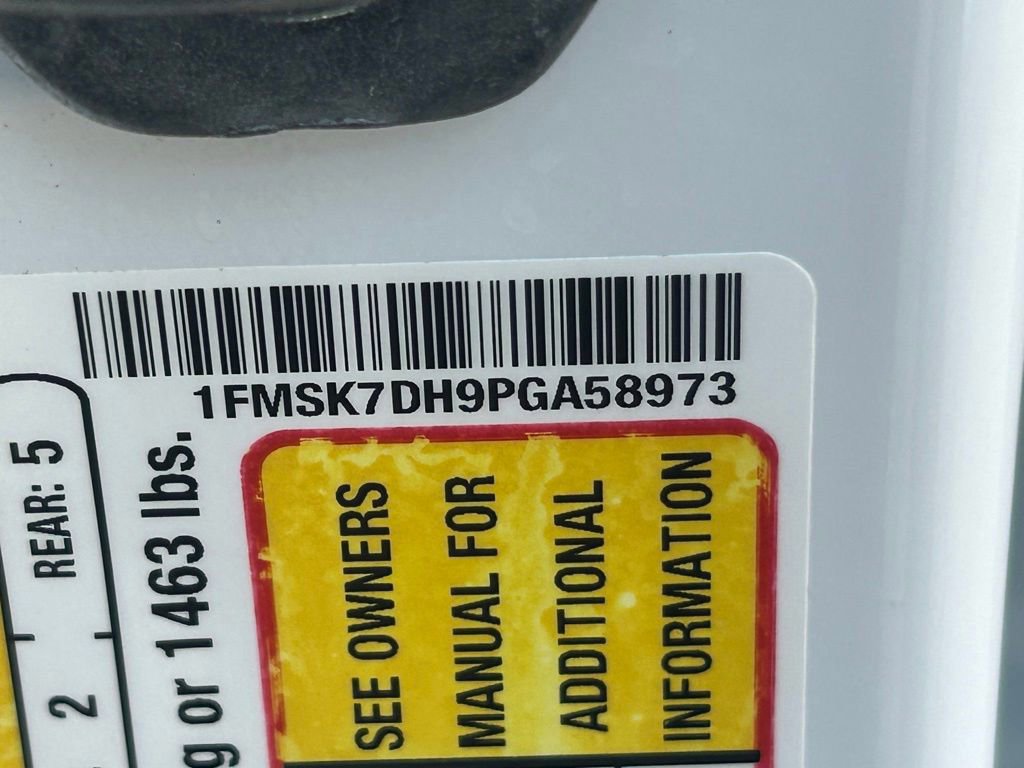 1FMSK7DH9PGA58973
REAR: 5
2
g or 1463 lbs.
SEE OWNERS
MANUAL FOR
ADDITIONAL
INFORMATION